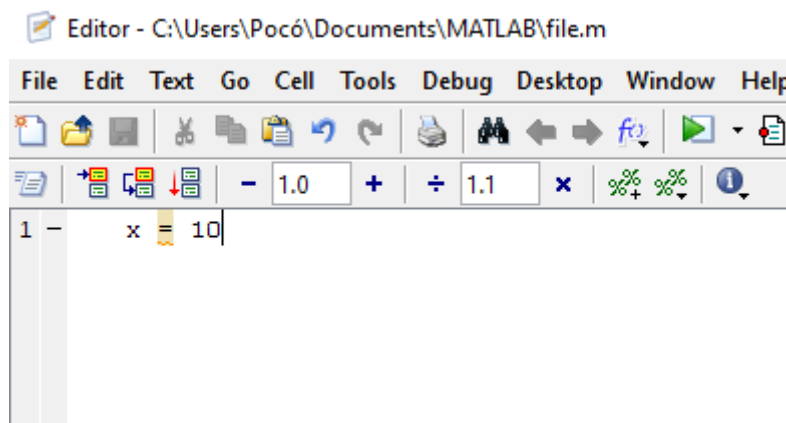 Editor - C:\Users\Pocó\Documents\MATLAB\file.m
File Edit Text Go Cell Tools Debug Desktop Window Help
− 1.0 + ÷ 1.1 ×
1 − x = 10